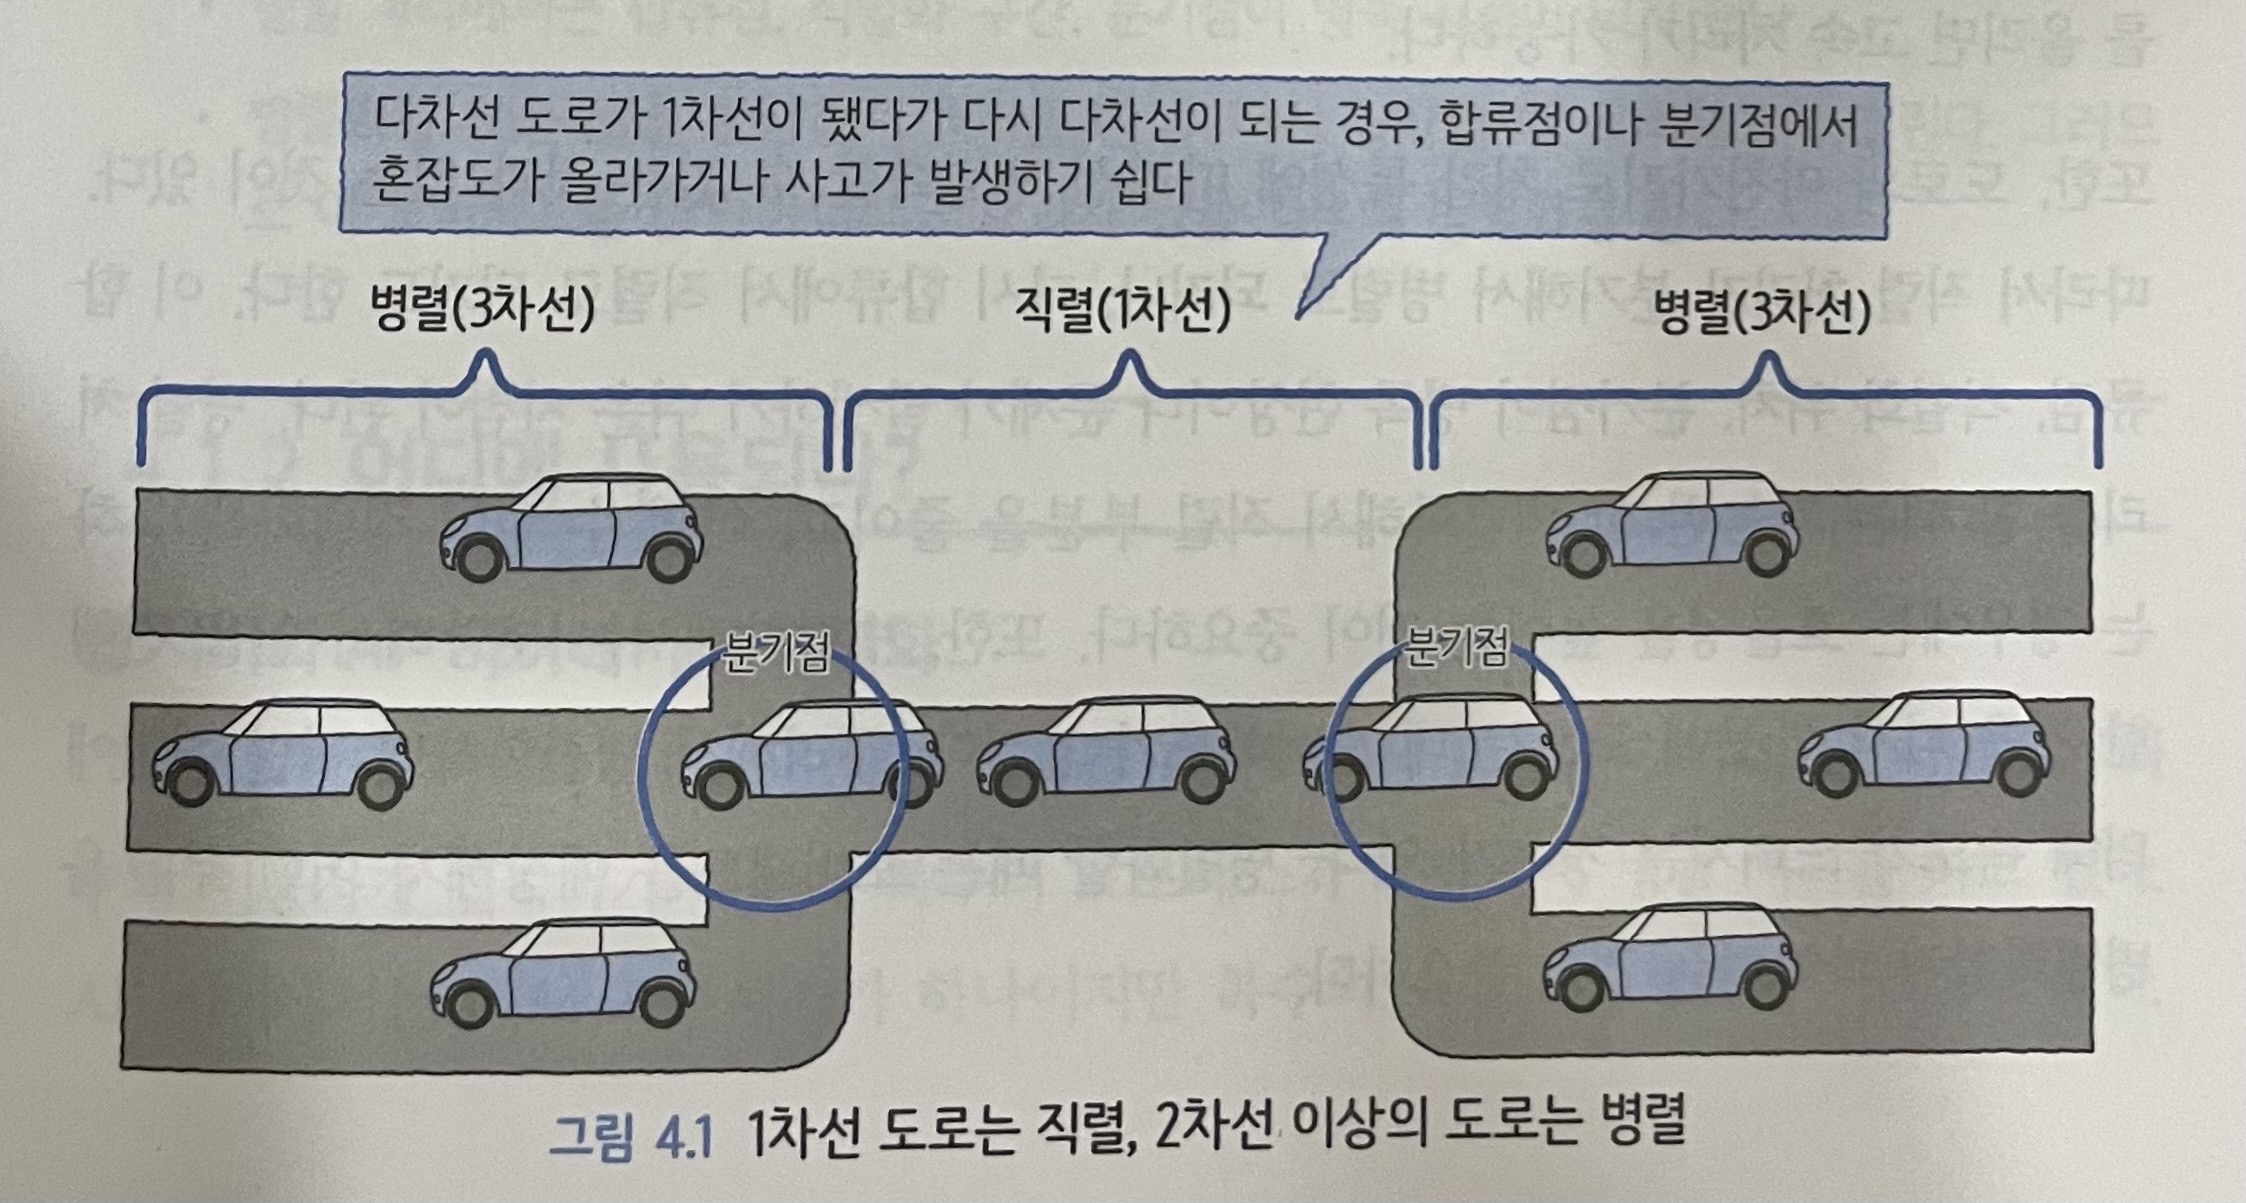 다차선 도로가 1차선이 됐다가 다시 다차선이 되는 경우, 합류점이나 분기점에서
혼잡도가 올라가거나 사고가 발생하기 쉽다
병렬(3차선)
직렬(1차선)
병렬(3차선)
분기점
분기점
그림 4.1 1차선 도로는 직렬, 2차선 이상의 도로는 병렬